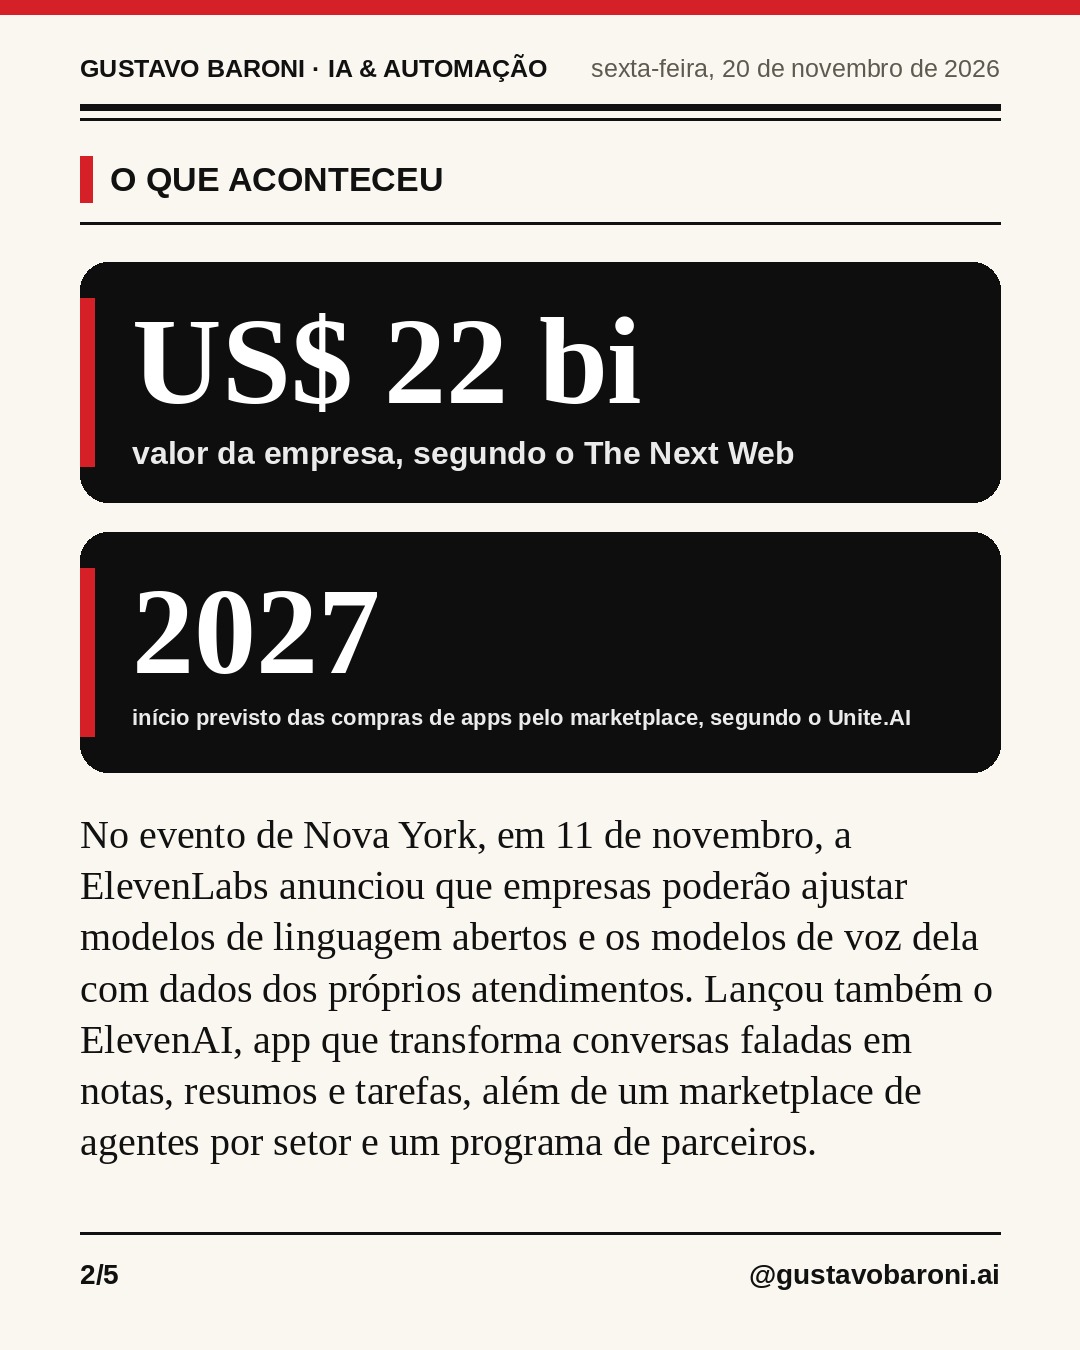 GUSTAVO BARONI · IA & AUTOMAÇÃO
sexta-feira, 20 de novembro de 2026
O QUE ACONTECEU
US$ 22 bi
valor da empresa, segundo o The Next Web
2027
início previsto das compras de apps pelo marketplace, segundo o Unite.AI
No evento de Nova York, em 11 de novembro, a
ElevenLabs anunciou que empresas poderão ajustar
modelos de linguagem abertos e os modelos de voz dela
com dados dos próprios atendimentos. Lançou também o
ElevenAI, app que transforma conversas faladas em
notas, resumos e tarefas, além de um marketplace de
agentes por setor e um programa de parceiros.
2/5
@gustavobaroni.ai